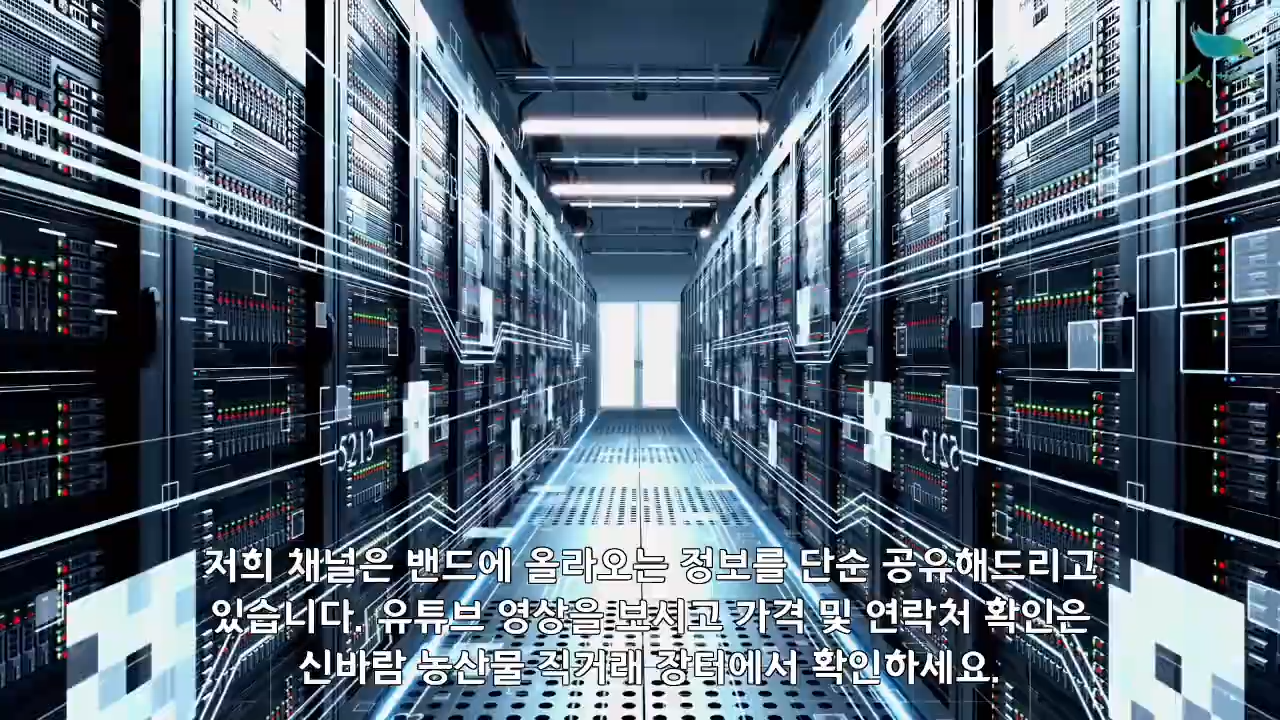 5213
저희 채널은 밴드에 올라오는 정보를 단순 공유해드리고
있습니다. 유튜브 영상을 보시고 가격 및 연락처 확인은
신바람 농산물 직거래 장터에서 확인하세요.